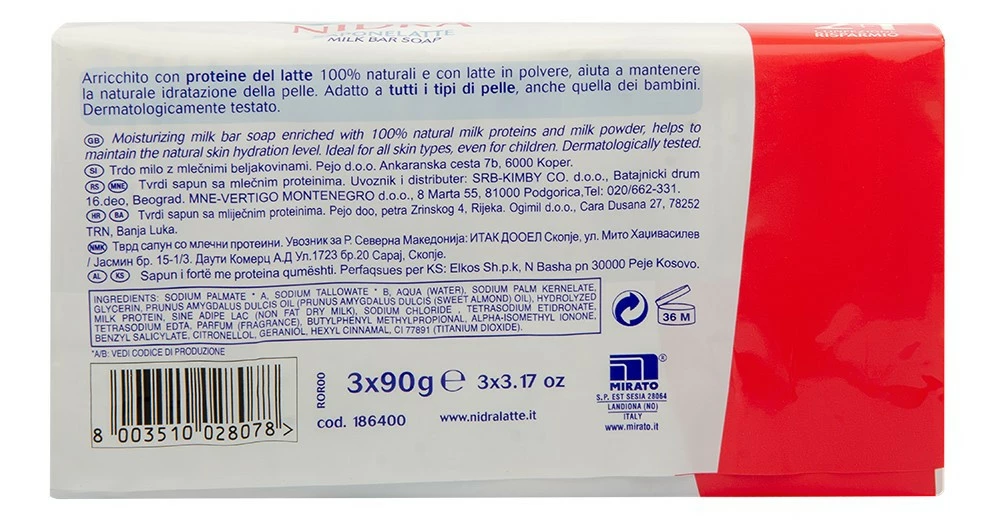 NIDRA
SAPONELATTE
MILK BAR SOAP
RISPARMIO
Arricchito con proteine del latte 100% naturali e con latte in polvere, aiuta a mantenere
la naturale idratazione della pelle. Adatto a tutti i tipi di pelle, anche quella dei bambini.
Dermatologicamente testato.
GB Moisturizing milk bar soap enriched with 100% natural milk proteins and milk powder, helps to
maintain the natural skin hydration level. Ideal for all skin types, even for children. Dermatologically tested.
SI Trdo milo z mlečnimi beljakovinami. Pejo d.o.o. Ankaranska cesta 7b, 6000 Koper.
RS MNE Tvrdi sapun sa mlečnim proteinima. Uvoznik i distributer: SRB-KIMBY CO. d.o.o., Batajnicki drum
16.deo, Beograd. MNE-VERTIGO MONTENEGRO d.o.o., 8 Marta 55, 81000 Podgorica,Tel: 020/662-331.
HR BA Tvrdi sapun sa mliječnim proteinima. Pejo doo, petra Zrinskog 4, Rijeka. Ogimil d.o.o., Cara Dusana 27, 78252
TRN, Banja Luka.
NMK Тврд сапун со млечни протеини. Увозник за Р. Северна Македонија: ИТАК ДООЕЛ Скопје, ул. Мито Хаџивасилев
/ Јасмин бр. 15-1/3. Даути Комерц А.Д Ул.1723 бр.20 Сарај, Скопје.
AL KS Sapun i fortë me proteina qumështi. Perfaqsues per KS: Elkos Sh.p.k, N Basha pn 30000 Peje Kosovo.
INGREDIENTS: SODIUM PALMATE * A, SODIUM TALLOWATE * B, AQUA (WATER), SODIUM PALM KERNELATE,
GLYCERIN, PRUNUS AMYGDALUS DULCIS OIL (PRUNUS AMYGDALUS DULCIS (SWEET ALMOND) OIL), HYDROLYZED
MILK PROTEIN, SINE ADIPE LAC (NON FAT DRY MILK), SODIUM CHLORIDE , TETRASODIUM ETIDRONATE,
TETRASODIUM EDTA, PARFUM (FRAGRANCE), BUTYLPHENYL METHYLPROPIONAL, ALPHA-ISOMETHYL IONONE,
BENZYL SALICYLATE, CITRONELLOL, GERANIOL, HEXYL CINNAMAL, CI 77891 (TITANIUM DIOXIDE).
36 M
*A/B: VEDI CODICE DI PRODUZIONE
8 003510 028078 >
ROR00
3x90g e 3x3.17 oz
cod. 186400
www.nidralatte.it
MIRATO®
S.P. EST SESIA 28064
LANDIONA (NO)
ITALY
www.mirato.it